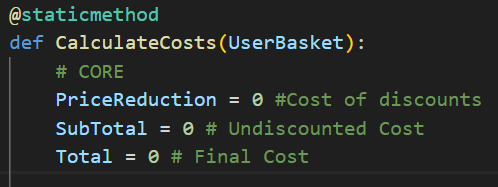 @staticmethod
def CalculateCosts(UserBasket):
# CORE
PriceReduction = 0 #Cost of discounts
SubTotal = 0 # Undiscounted Cost
Total = 0 # Final Cost